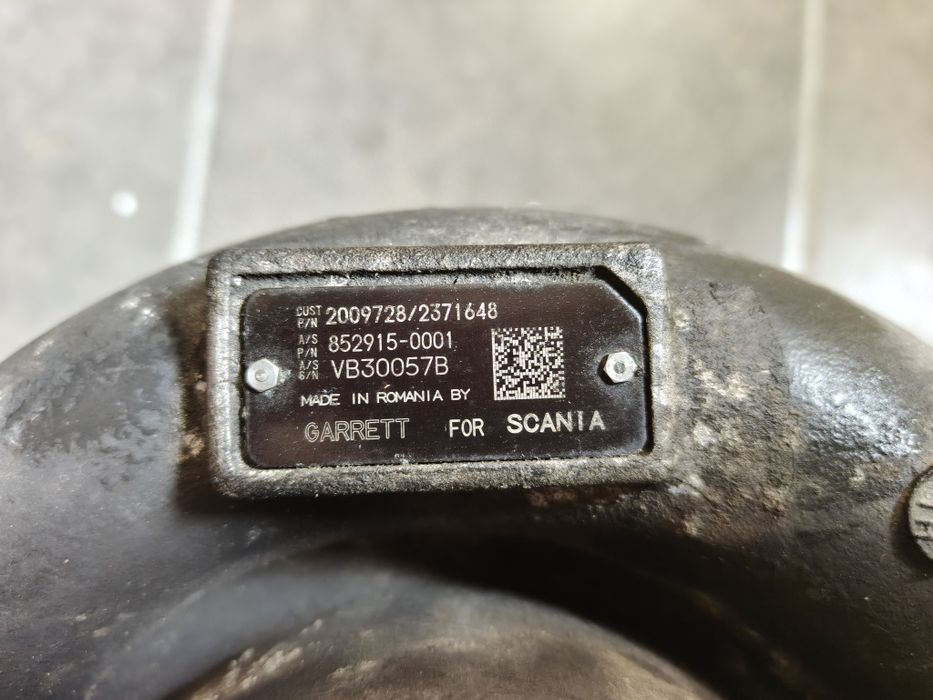 CUST P/N 2009728/2371648
A/S P/N 852915-0001
A/S S/N VB30057B
MADE IN ROMANIA BY
GARRETT FOR SCANIA